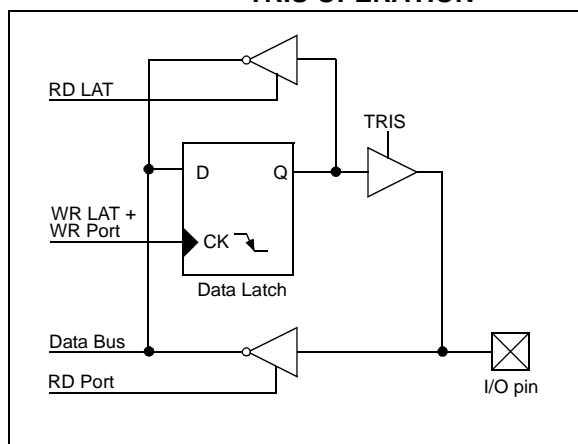 TRIS OPERATION
RD LAT
TRIS
D
Q
WR LAT +
WR Port
CK
Data Latch
Data Bus
RD Port
I/O pin